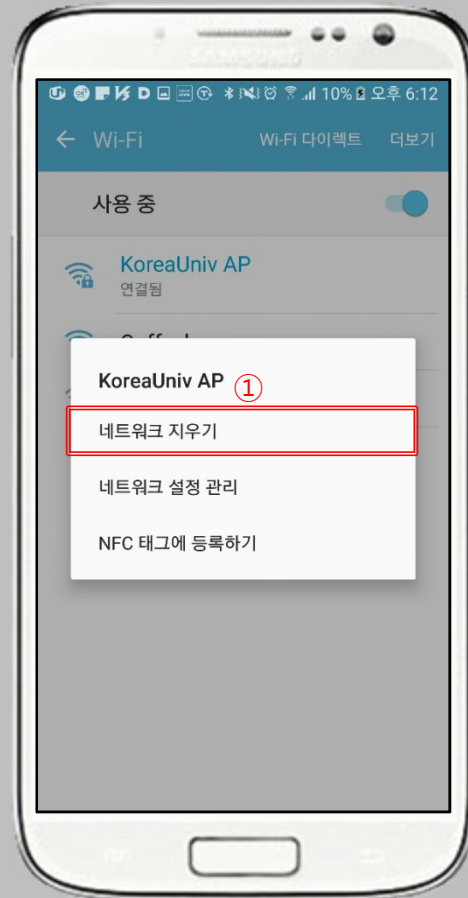 SAMSUNG
10% 오후 6:12
Wi-Fi Wi-Fi 다이렉트 더보기
사용 중
KoreaUniv AP
연결됨
KoreaUniv AP ①
네트워크 지우기
네트워크 설정 관리
NFC 태그에 등록하기